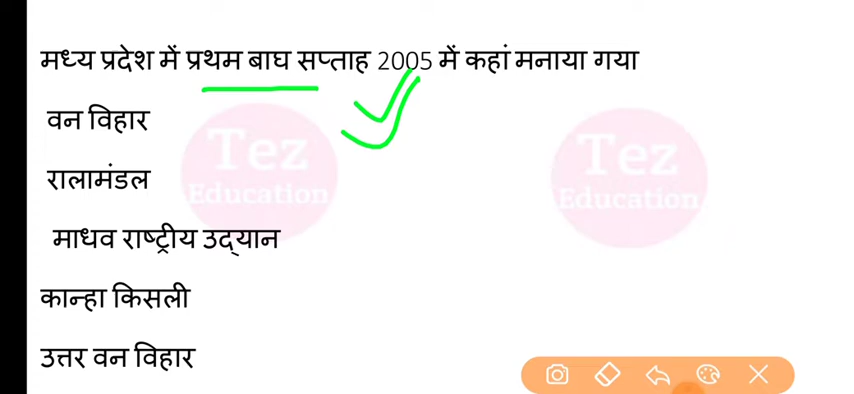 मध्य प्रदेश में प्रथम बाघ सप्ताह 2005 में कहां मनाया गया
वन विहार
रालामंडल
माधव राष्ट्रीय उद्‌यान
कान्हा किसली
उत्तर वन विहार
Tez
Education
Tez
Education